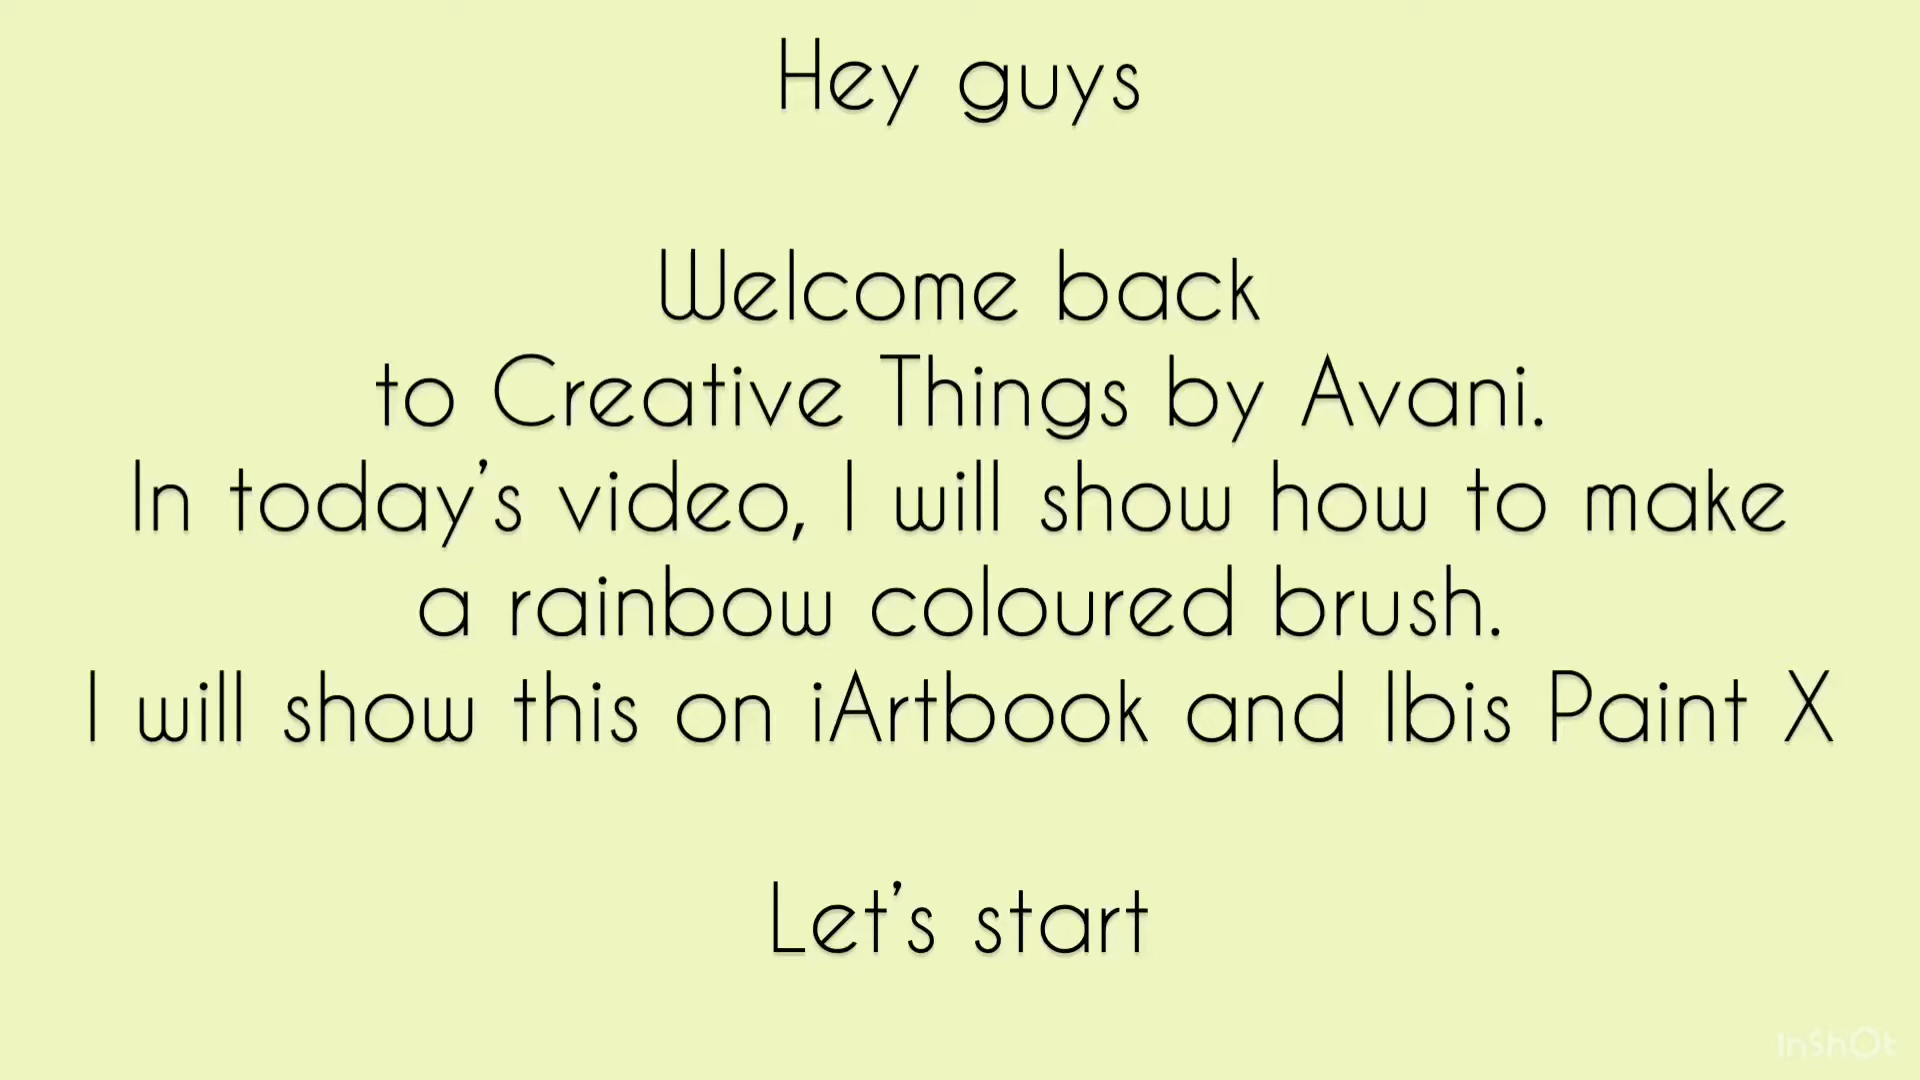 Hey guys
Welcome back
to Creative Things by Avani.
In today's video, I will show how to make
a rainbow coloured brush.
I will show this on iArtbook and Ibis Paint X
Let's start
InShOt